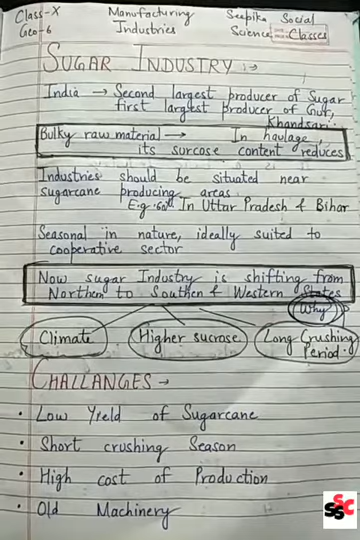 Class-X Manufacturing Seepika Social
Geo-6 Industries Science Classes
SUGAR INDUSTRY :→
India → Second largest producer of Sugar
first largest producer of Gur,
Khandsari.
Bulky raw material → In haulage,
its surcose content reduces
Industries should be situated near
sugarcane producing areas.
E.g. 60% In Uttar Pradesh & Bihar
Seasonal in nature, ideally suited to
cooperative sector
Now sugar Industry is shifting from
Northern to Southern & Western States
Why
Climate Higher sucrose Long Crushing
Period.
CHALLANGES →
• Low Yield of Sugarcane
• Short crushing Season
• High cost of Production
• Old Machinery
SSC